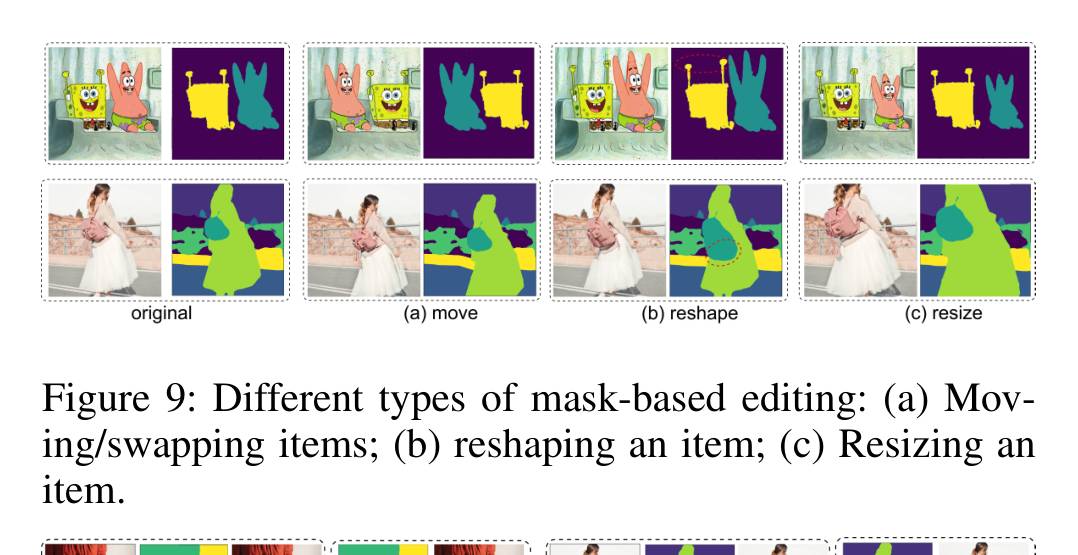 original (a) move (b) reshape (c) resize
Figure 9: Different types of mask-based editing: (a) Mov-
ing/swapping items; (b) reshaping an item; (c) Resizing an
item.